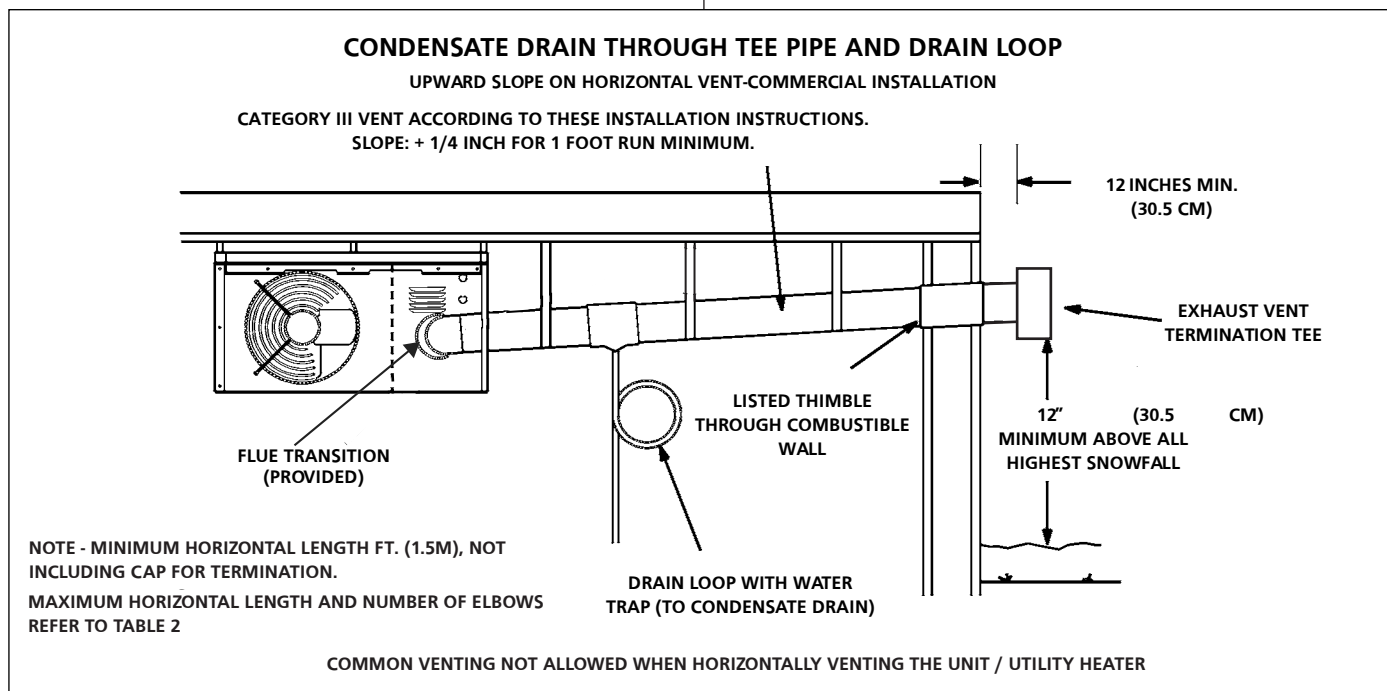 CONDENSATE DRAIN THROUGH TEE PIPE AND DRAIN LOOP
UPWARD SLOPE ON HORIZONTAL VENT-COMMERCIAL INSTALLATION
CATEGORY III VENT ACCORDING TO THESE INSTALLATION INSTRUCTIONS.
SLOPE: + 1/4 INCH FOR 1 FOOT RUN MINIMUM.
12 INCHES MIN.
(30.5 CM)
EXHAUST VENT
TERMINATION TEE
LISTED THIMBLE
THROUGH COMBUSTIBLE
WALL
12" (30.5 CM)
MINIMUM ABOVE ALL
HIGHEST SNOWFALL
FLUE TRANSITION
(PROVIDED)
NOTE - MINIMUM HORIZONTAL LENGTH FT. (1.5M), NOT
INCLUDING CAP FOR TERMINATION.
MAXIMUM HORIZONTAL LENGTH AND NUMBER OF ELBOWS
REFER TO TABLE 2
DRAIN LOOP WITH WATER
TRAP (TO CONDENSATE DRAIN)
COMMON VENTING NOT ALLOWED WHEN HORIZONTALLY VENTING THE UNIT / UTILITY HEATER